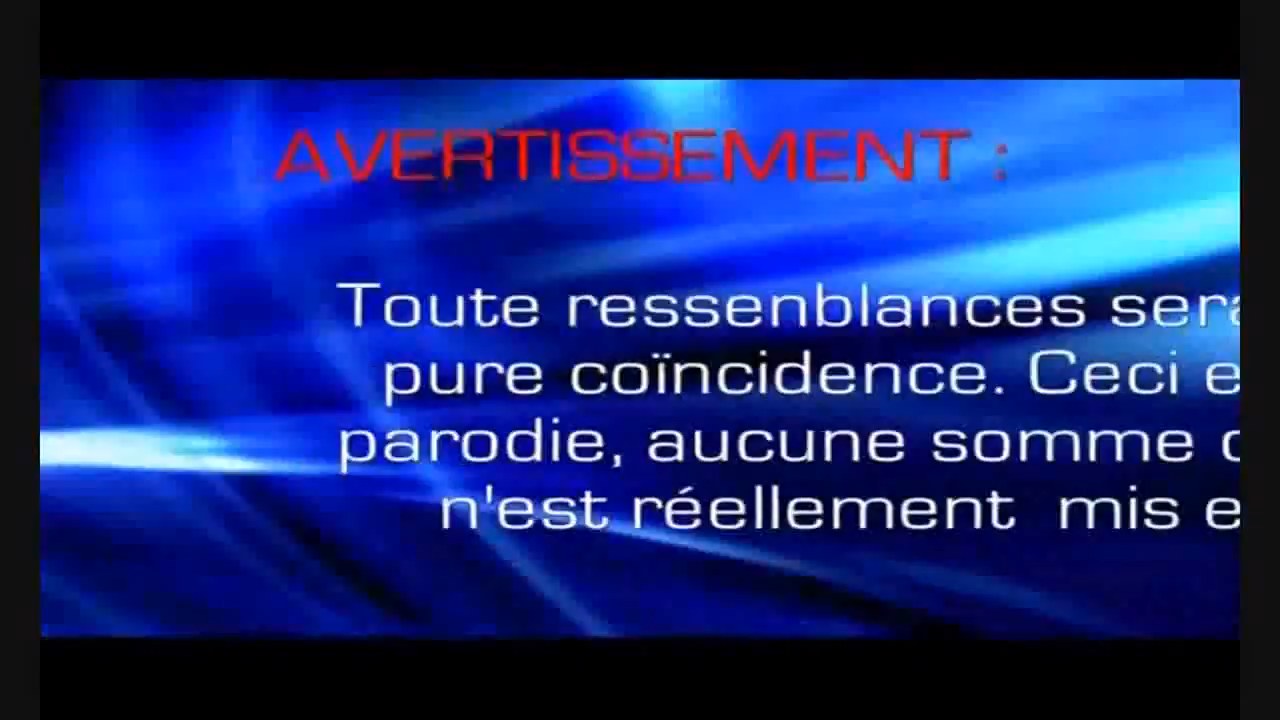 AVERTISSEMENT :
Toute ressenblances sera
pure coïncidence. Ceci e
parodie, aucune somme d
n'est réellement mis e